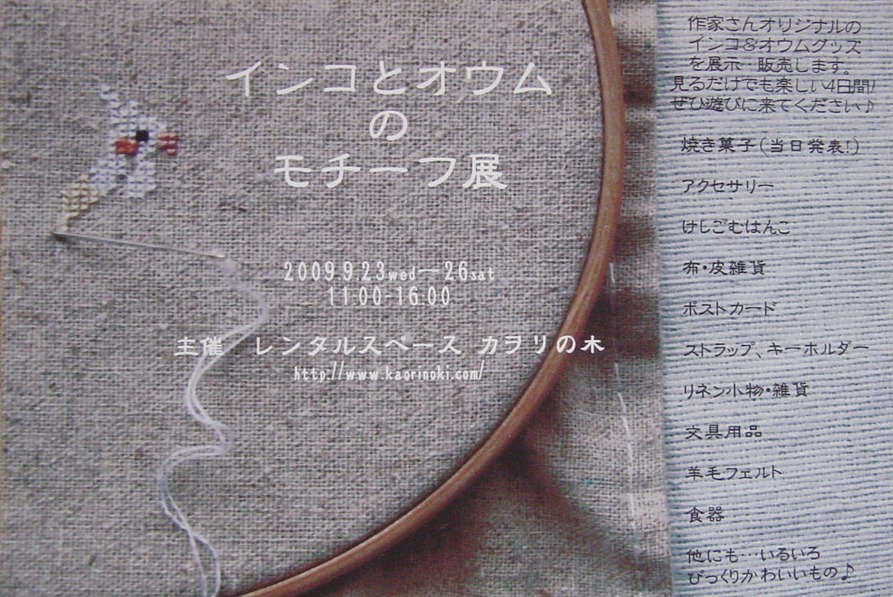 インコとオウム
の
モチーフ展
2009 9.23wed—26sat
11:00-16:00
主催　レンタルスペース カヲリの木
http://www.kaorinoki.com/
作家さんオリジナルの
インコ&オウムグッズ
を展示・販売します。
見るだけでも楽しい4日間!
ぜひ遊びに来てください♪
焼き菓子(当日発表!)
アクセサリー
けしごむはんこ
布・皮雑貨
ポストカード
ストラップ、キーホルダー
リネン小物・雑貨
文具用品
羊毛フェルト
食器
他にも…いろいろ
びっくりかわいいもの♪